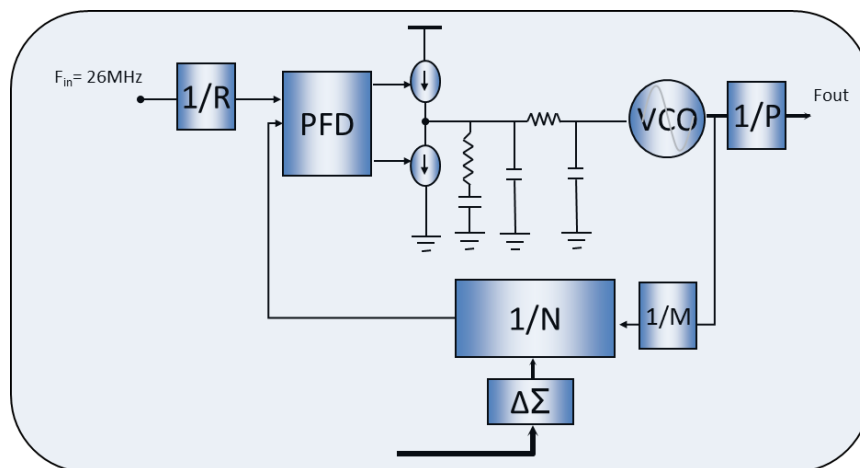 Fin= 26MHz
1/R
PFD
VCO
1/P
Fout
1/N
1/M
ΔΣ